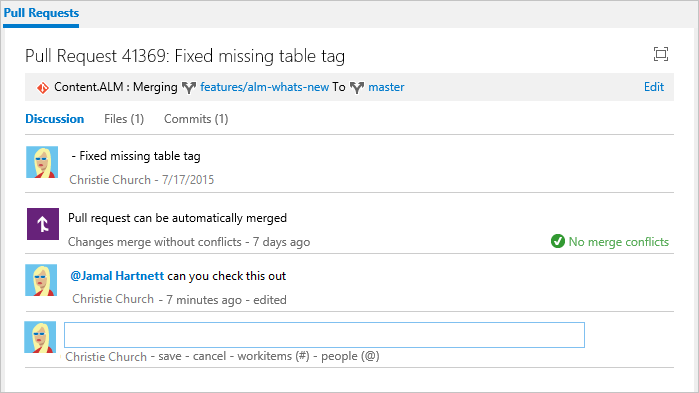 Pull Requests
Pull Request 41369: Fixed missing table tag
Content.ALM : Merging features/alm-whats-new To master Edit
Discussion Files (1) Commits (1)
- Fixed missing table tag
Christie Church - 7/17/2015
Pull request can be automatically merged
Changes merge without conflicts - 7 days ago No merge conflicts
@Jamal Hartnett can you check this out
Christie Church - 7 minutes ago - edited
Christie Church - save - cancel - workitems (#) - people (@)